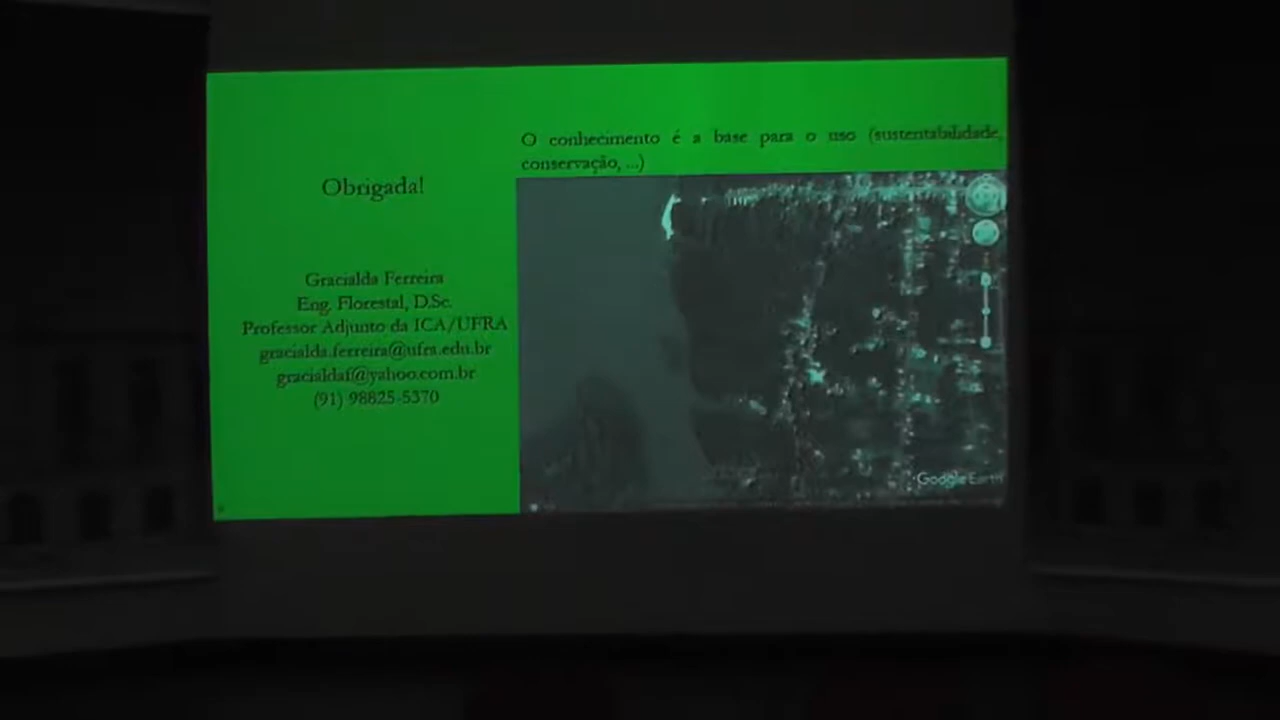 Obrigada!
Gracialda Ferreira
Eng. Florestal, D.Sc.
Professor Adjunto da ICA/UFRA
gracialda.ferreira@ufra.edu.br
gracialdaf@yahoo.com.br
(91) 98825-5370
O conhecimento é a base para o uso (sustentabilidade,
conservação, ...)
Google Earth